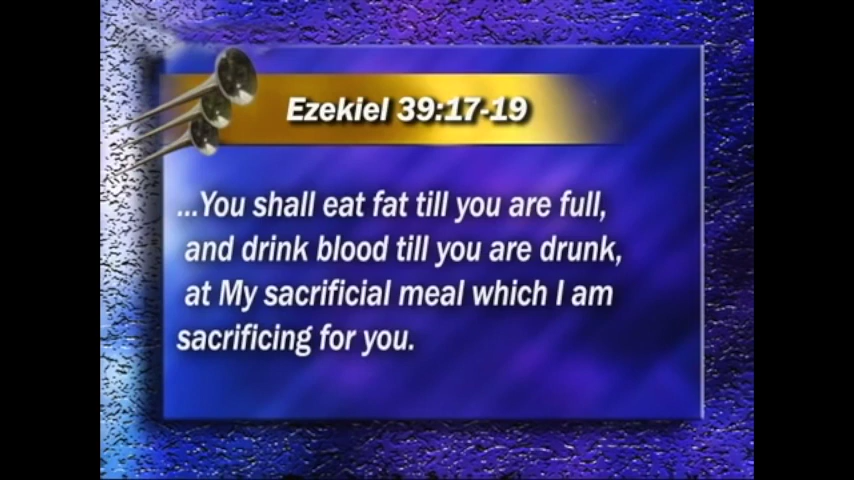 Ezekiel 39:17-19
...You shall eat fat till you are full,
and drink blood till you are drunk,
at My sacrificial meal which I am
sacrificing for you.